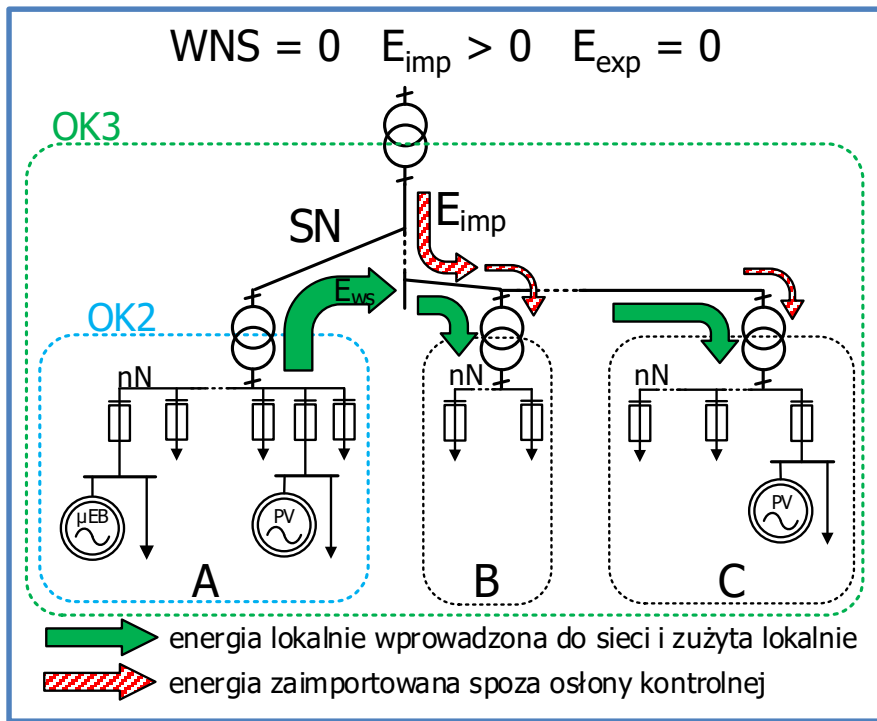 WNS = 0 E_imp > 0 E_exp = 0
OK3
SN
E_imp
E_ws
OK2
nN
nN
nN
µEB
PV
PV
A
B
C
energia lokalnie wprowadzona do sieci i zużyta lokalnie
energia zaimportowana spoza osłony kontrolnej